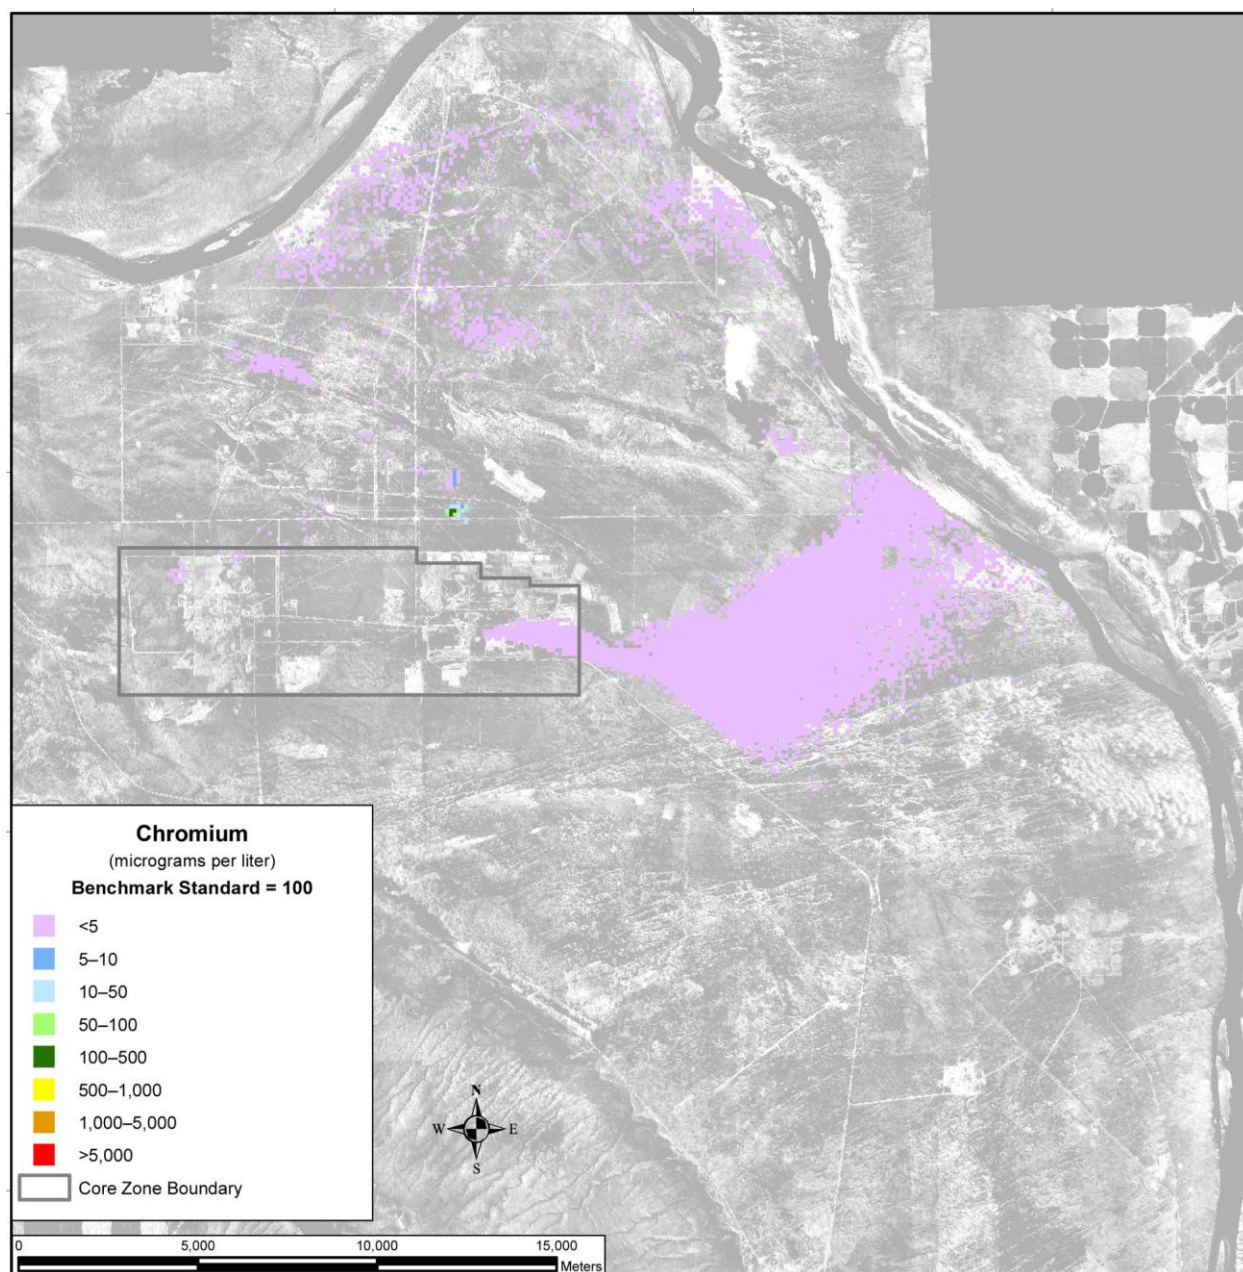 Chromium
(micrograms per liter)
Benchmark Standard = 100
<5
5–10
10–50
50–100
100–500
500–1,000
1,000–5,000
>5,000
Core Zone Boundary
N
W E
S
0 5,000 10,000 15,000
Meters